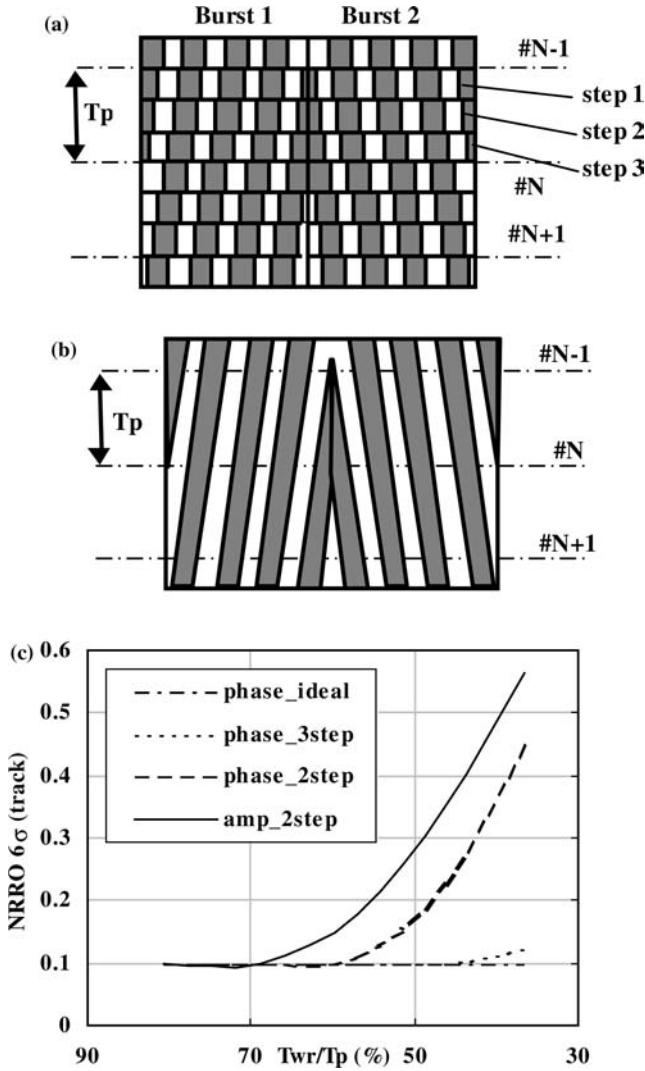 (a)
Burst 1 Burst 2
#N-1
step 1
Tp
step 2
step 3
#N
#N+1
(b)
#N-1
Tp
#N
#N+1
(c)
0.6
0.5
0.4
0.3
0.2
0.1
0
NRRO 6σ (track)
phase_ideal
phase_3step
phase_2step
amp_2step
90 70 50 30
Twr/Tp (%)